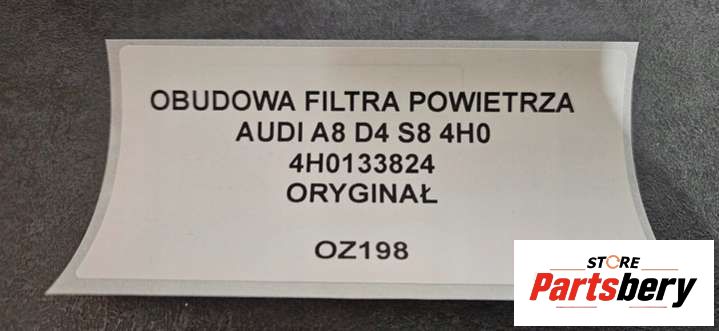 OBUDOWA FILTRA POWIETRZA
AUDI A8 D4 S8 4H0
4H0133824
ORYGINAŁ
OZ198
STORE
Partsbery